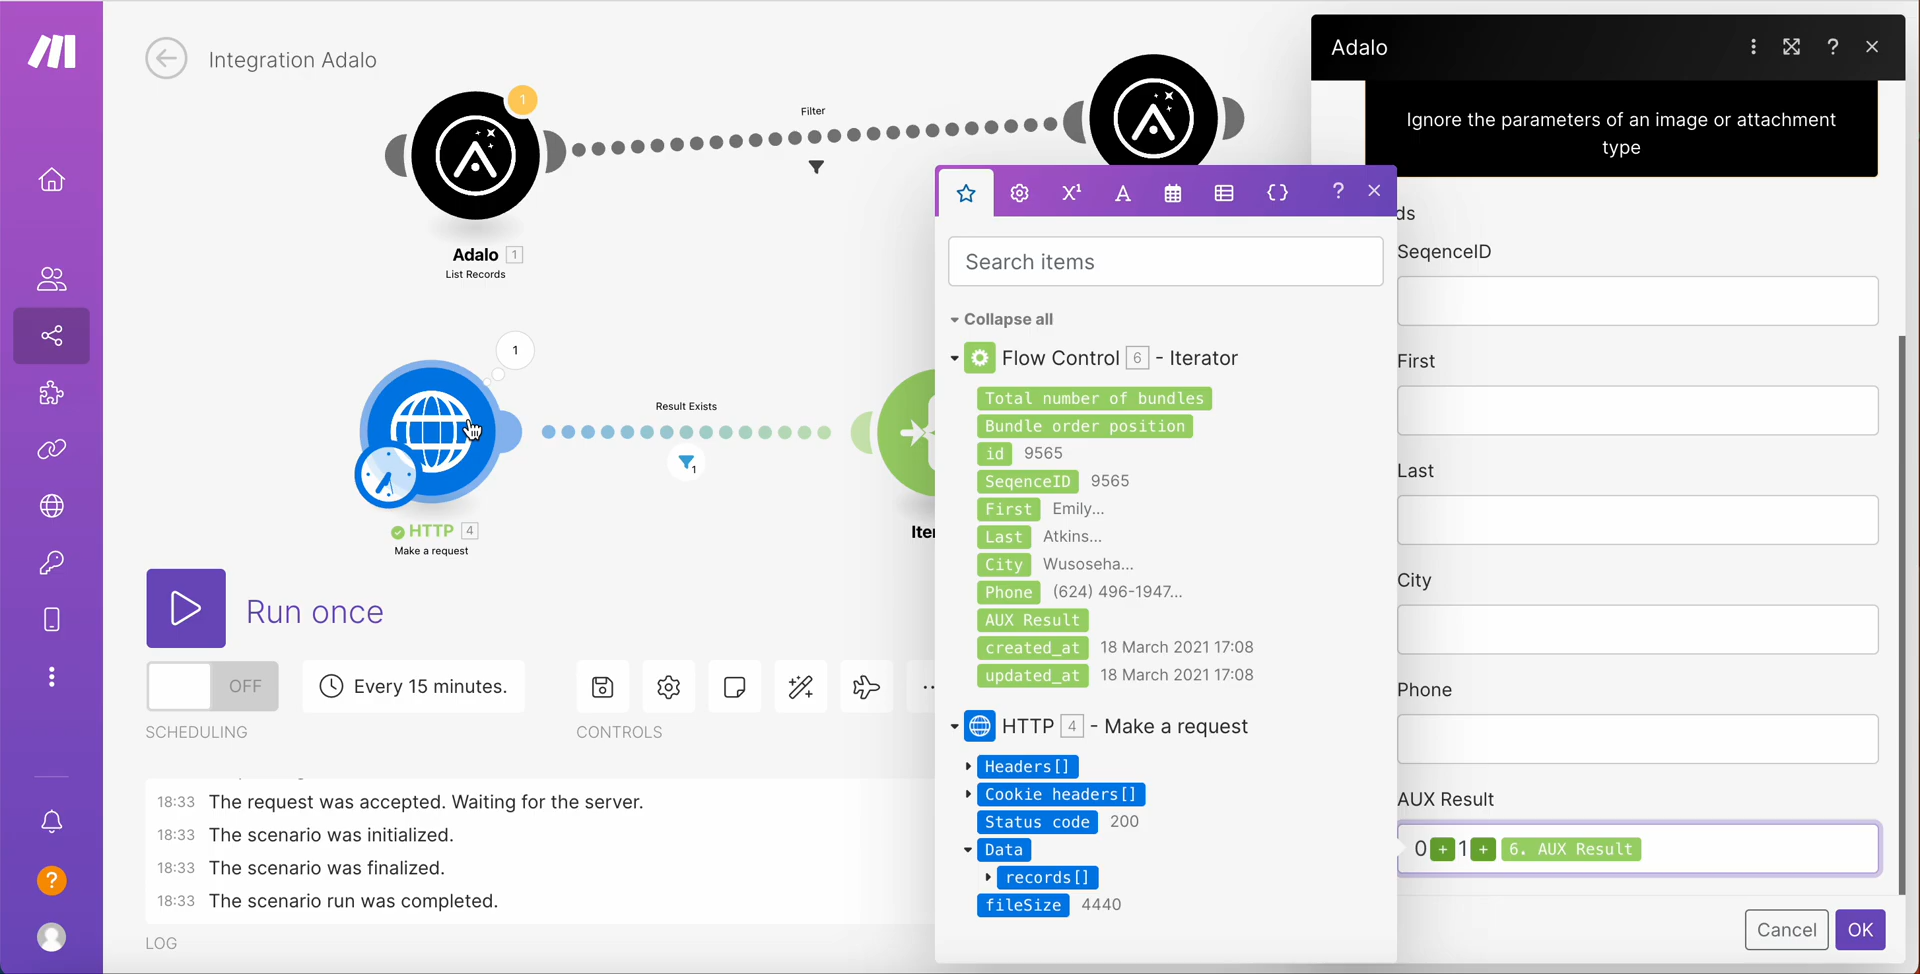 Integration Adalo
1
Filter
Adalo 1
List Records
1
Result Exists
1
HTTP 4
Make a request
Run once
OFF
Every 15 minutes.
SCHEDULING
CONTROLS
18:33 The request was accepted. Waiting for the server.
18:33 The scenario was initialized.
18:33 The scenario was finalized.
18:33 The scenario run was completed.
LOG
?
Search items
Collapse all
Flow Control 6 - Iterator
Total number of bundles
Bundle order position
id 9565
SeqenceID 9565
First Emily...
Last Atkins...
City Wusoseha...
Phone (624) 496-1947...
AUX Result
created_at 18 March 2021 17:08
updated_at 18 March 2021 17:08
HTTP 4 - Make a request
Headers[]
Cookie headers[]
Status code 200
Data
records[]
fileSize 4440
Adalo
?
Ignore the parameters of an image or attachment
type
ds
SeqenceID
First
Last
City
Phone
AUX Result
0 + 1 + 6. AUX Result
Cancel OK